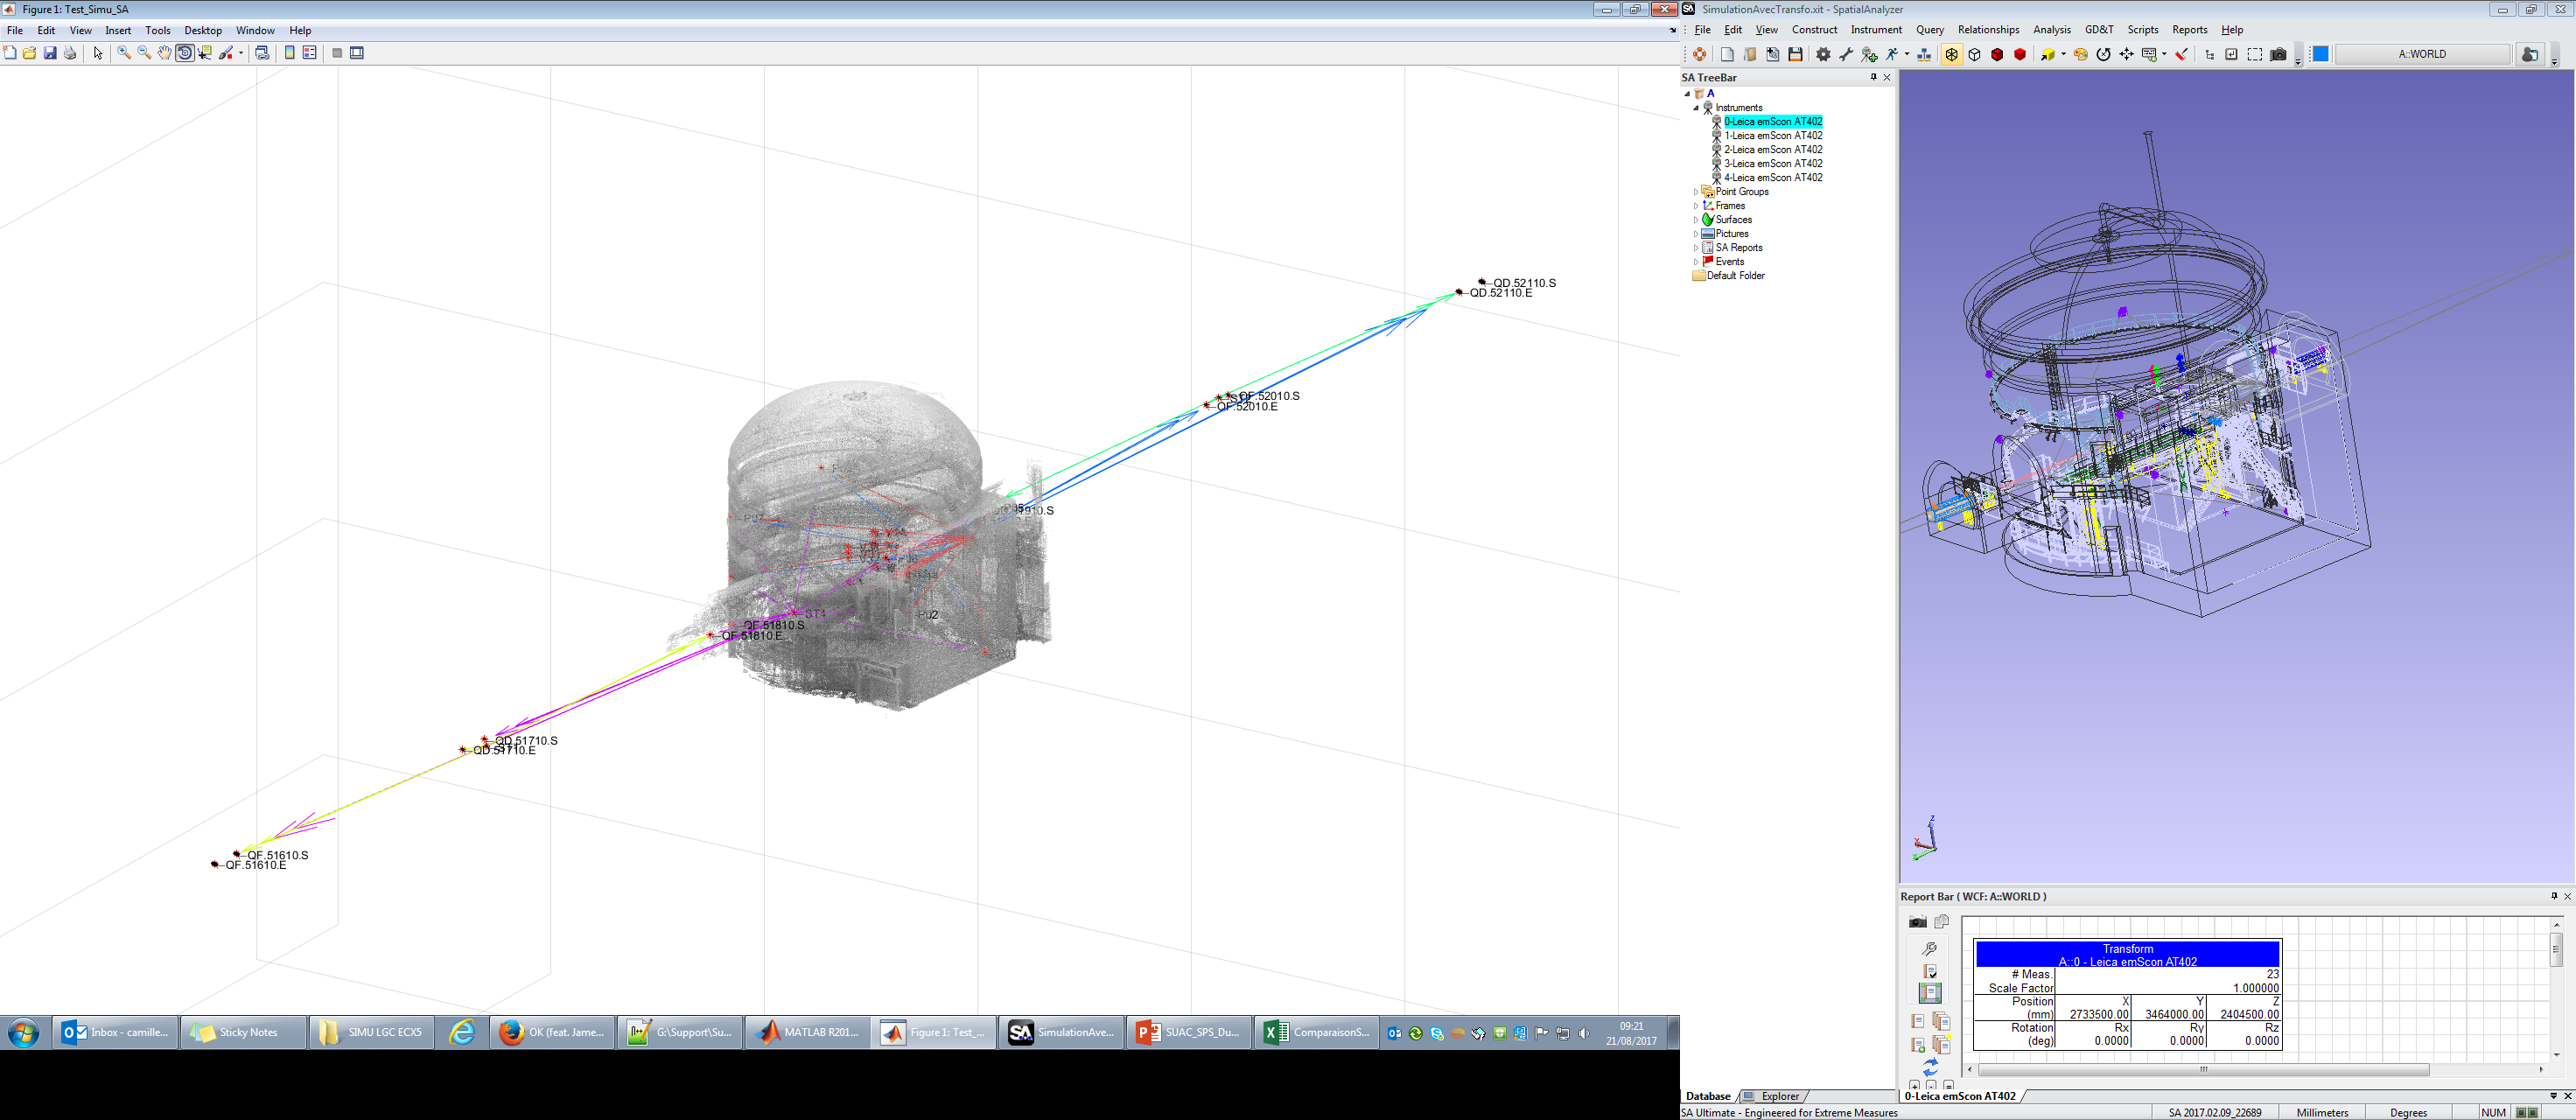 Figure 1: Test_Simu_SA
File Edit View Insert Tools Desktop Window Help
QD.52110.S
QD.52110.E
QF.52010.S
QF.52010.E
ST4
P02
QF.51810.S
QF.51810.E
QD.51710.S
QD.51710.E
QF.51610.S
QF.51610.E
Inbox - camille...
Sticky Notes
SIMU LGC ECX5
OK (feat. Jame...
G:\Support\Su...
MATLAB R201...
Figure 1: Test_...
SimulationAve...
SUAC_SPS_Du...
ComparaisonS...
09:21
21/08/2017
SimulationAvecTransfo.xit - SpatialAnalyzer
File Edit View Construct Instrument Query Relationships Analysis GD&T Scripts Reports Help
A::WORLD
SA TreeBar
A
Instruments
0-Leica emScon AT402
1-Leica emScon AT402
2-Leica emScon AT402
3-Leica emScon AT402
4-Leica emScon AT402
Point Groups
Frames
Surfaces
Pictures
SA Reports
Events
Default Folder
Report Bar ( WCF: A::WORLD )
Transform
A::0 - Leica emScon AT402
# Meas. 23
Scale Factor 1.000000
Position X Y Z
(mm) 2733500.00 3464000.00 2404500.00
Rotation Rx Ry Rz
(deg) 0.0000 0.0000 0.0000
Database Explorer
0-Leica emScon AT402
SA Ultimate - Engineered for Extreme Measures
SA 2017.02.09_22689 Millimeters Degrees NUM